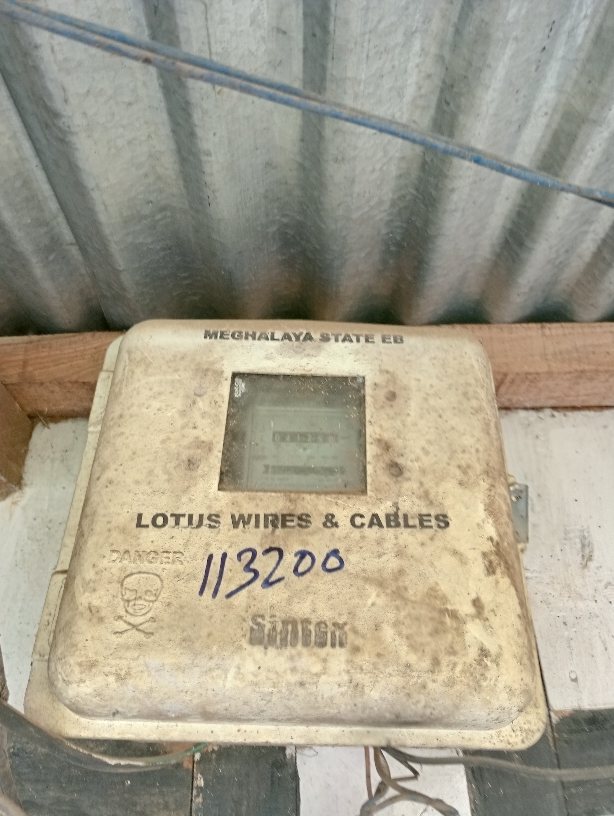 MEGHALAYA STATE EB
LOTUS WIRES & CABLES
DANGER
113200
Sintex